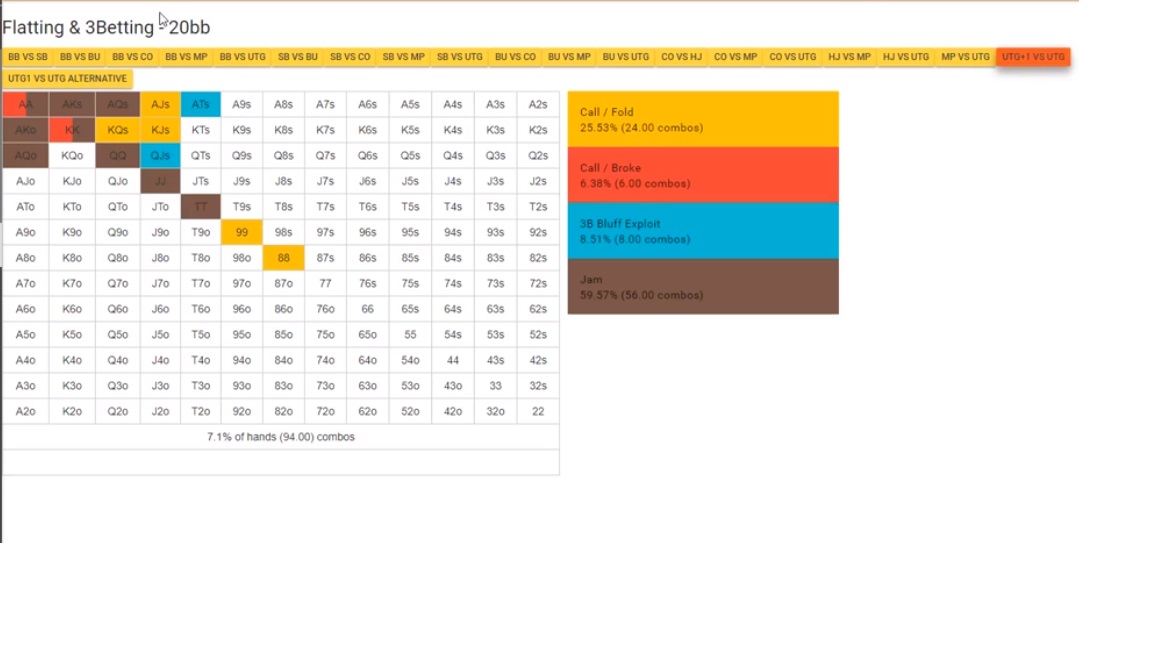 Flatting & 3Betting - 20bb
BB VS SB BB VS BU BB VS CO BB VS MP BB VS UTG SB VS BU SB VS CO SB VS MP SB VS UTG BU VS CO BU VS MP BU VS UTG CO VS HJ CO VS MP CO VS UTG HJ VS MP HJ VS UTG MP VS UTG UTG+1 VS UTG
UTG1 VS UTG ALTERNATIVE
AA AKs AQs AJs ATs A9s A8s A7s A6s A5s A4s A3s A2s
AKo KK KQs KJs KTs K9s K8s K7s K6s K5s K4s K3s K2s
AQo KQo QQ QJs QTs Q9s Q8s Q7s Q6s Q5s Q4s Q3s Q2s
AJo KJo QJo JJ JTs J9s J8s J7s J6s J5s J4s J3s J2s
ATo KTo QTo JTo TT T9s T8s T7s T6s T5s T4s T3s T2s
A9o K9o Q9o J9o T9o 99 98s 97s 96s 95s 94s 93s 92s
A8o K8o Q8o J8o T8o 98o 88 87s 86s 85s 84s 83s 82s
A7o K7o Q7o J7o T7o 97o 87o 77 76s 75s 74s 73s 72s
A6o K6o Q6o J6o T6o 96o 86o 76o 66 65s 64s 63s 62s
A5o K5o Q5o J5o T5o 95o 85o 75o 65o 55 54s 53s 52s
A4o K4o Q4o J4o T4o 94o 84o 74o 64o 54o 44 43s 42s
A3o K3o Q3o J3o T3o 93o 83o 73o 63o 53o 43o 33 32s
A2o K2o Q2o J2o T2o 92o 82o 72o 62o 52o 42o 32o 22
7.1% of hands (94.00) combos
Call / Fold
25.53% (24.00 combos)
Call / Broke
6.38% (6.00 combos)
3B Bluff Exploit
8.51% (8.00 combos)
Jam
59.57% (56.00 combos)